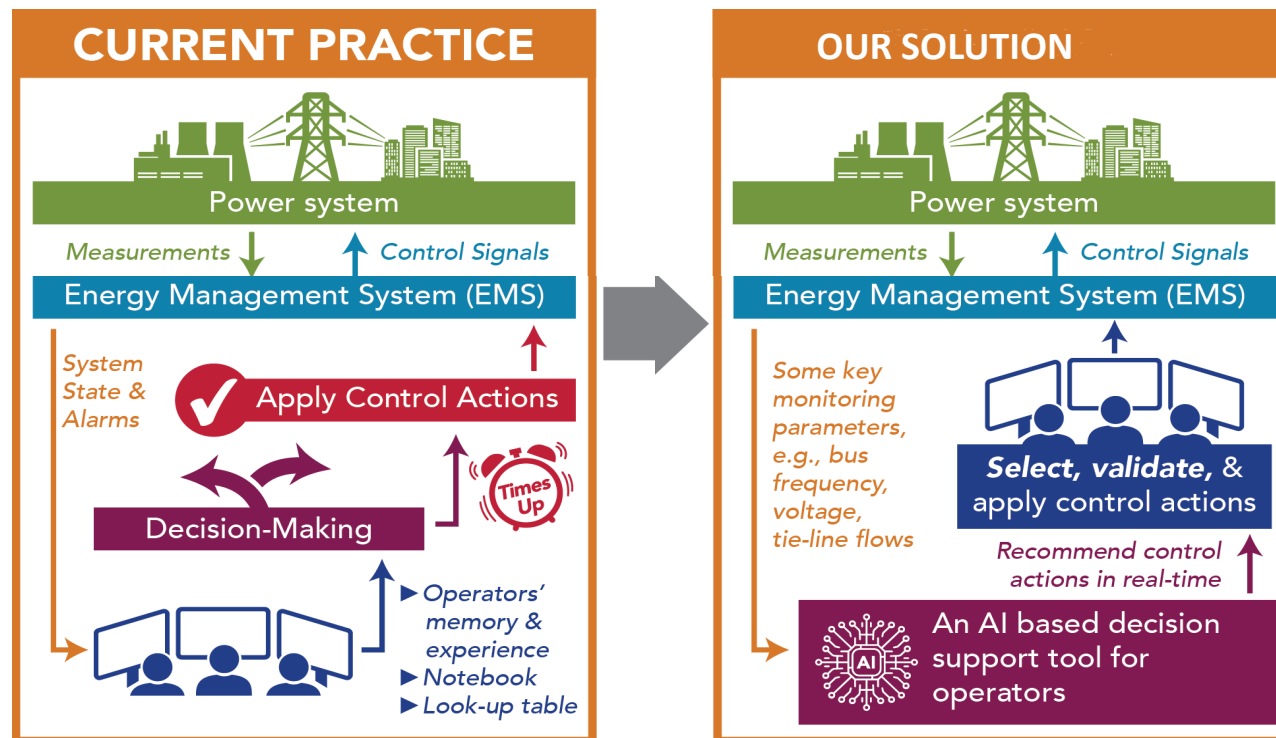 CURRENT PRACTICE
Power system
Measurements
Control Signals
Energy Management System (EMS)
System
State &
Alarms
Apply Control Actions
Times
Up
Decision-Making
▶ Operators’
memory &
experience
▶ Notebook
▶ Look-up table
OUR SOLUTION
Power system
Measurements
Control Signals
Energy Management System (EMS)
Some key
monitoring
parameters,
e.g., bus
frequency,
voltage,
tie-line flows
Select, validate, &
apply control actions
Recommend control
actions in real-time
AI
An AI based decision
support tool for
operators